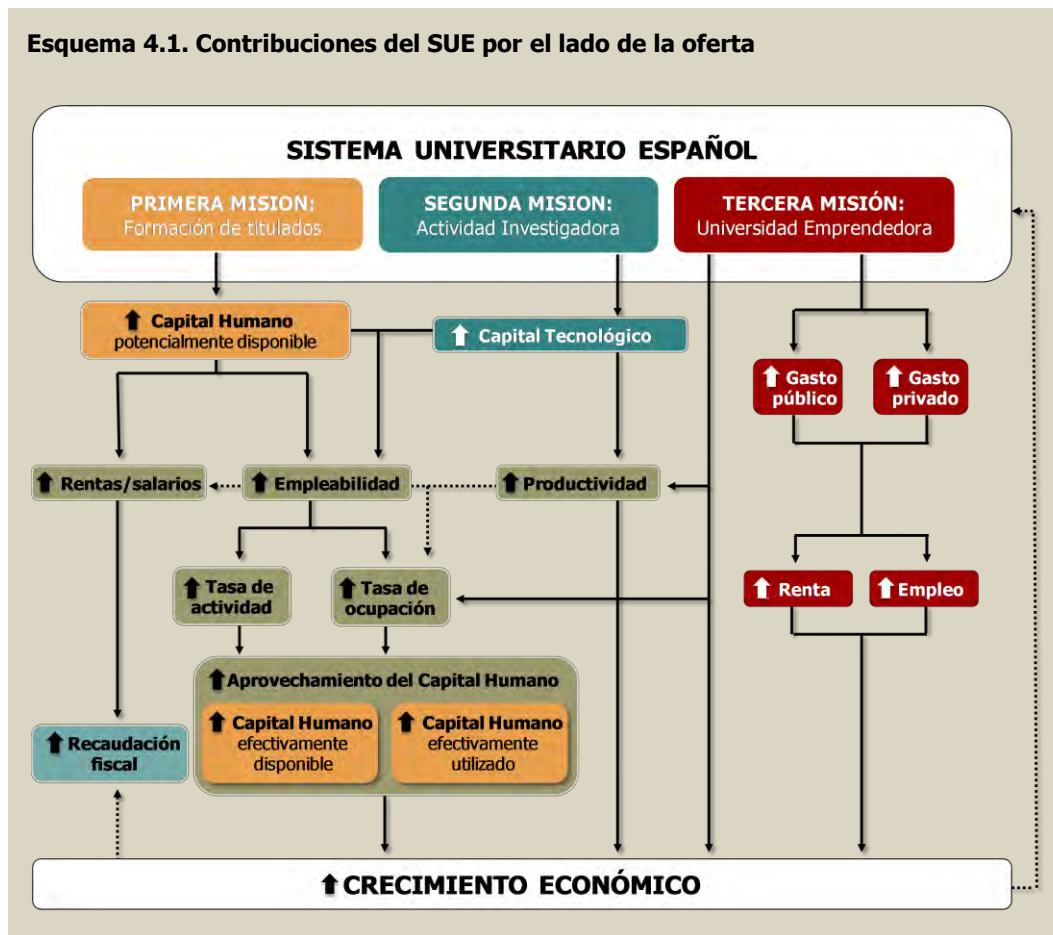 Esquema 4.1. Contribuciones del SUE por el lado de la oferta
SISTEMA UNIVERSITARIO ESPAÑOL
PRIMERA MISION:
Formación de titulados
SEGUNDA MISION:
Actividad Investigadora
TERCERA MISIÓN:
Universidad Emprendedora
Capital Humano
potencialmente disponible
Capital Tecnológico
Gasto
público
Gasto
privado
Rentas/salarios
Empleabilidad
Productividad
Tasa de
actividad
Tasa de
ocupación
Renta
Empleo
Aprovechamiento del Capital Humano
Capital Humano
efectivamente
disponible
Capital Humano
efectivamente
utilizado
Recaudación
fiscal
CRECIMIENTO ECONÓMICO